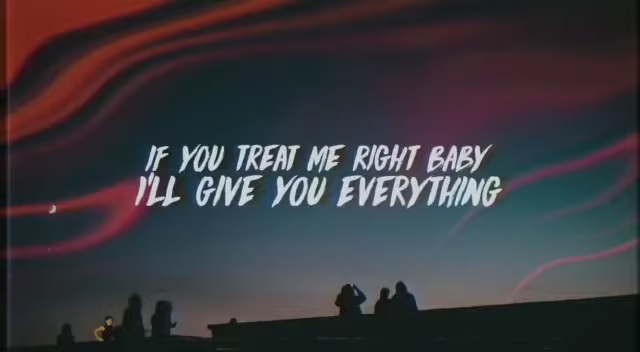 IF YOU TREAT ME RIGHT BABY
I'LL GIVE YOU EVERYTHING